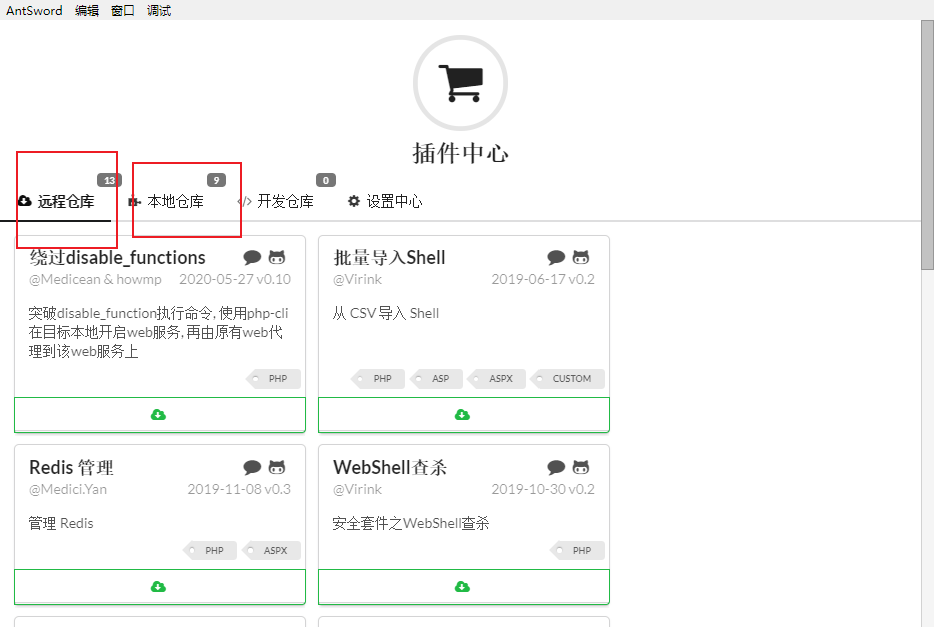 AntSword 编辑 窗口 调试
插件中心
13 9 0
远程仓库 本地仓库 </> 开发仓库 设置中心
绕过disable_functions
@Medicean & howmp 2020-05-27 v0.10
突破disable_function执行命令, 使用php-cli
在目标本地开启web服务, 再由原有web代
理到该web服务上
PHP
批量导入Shell
@Virink 2019-06-17 v0.2
从 CSV 导入 Shell
PHP ASP ASPX CUSTOM
Redis 管理
@Medici.Yan 2019-11-08 v0.3
管理 Redis
PHP ASPX
WebShell查杀
@Virink 2019-10-30 v0.2
安全套件之WebShell查杀
PHP